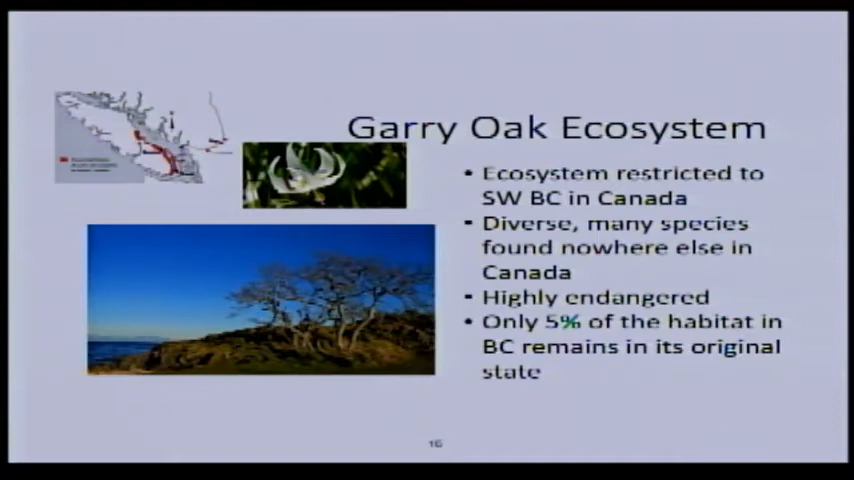 Garry Oak Ecosystem
• Ecosystem restricted to
SW BC in Canada
• Diverse, many species
found nowhere else in
Canada
• Highly endangered
• Only 5% of the habitat in
BC remains in its original
state
16